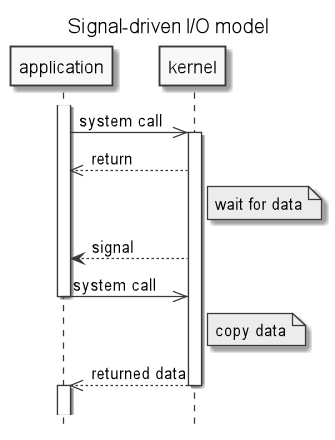 Signal-driven I/O model
application
kernel
system call
return
wait for data
signal
system call
copy data
returned data